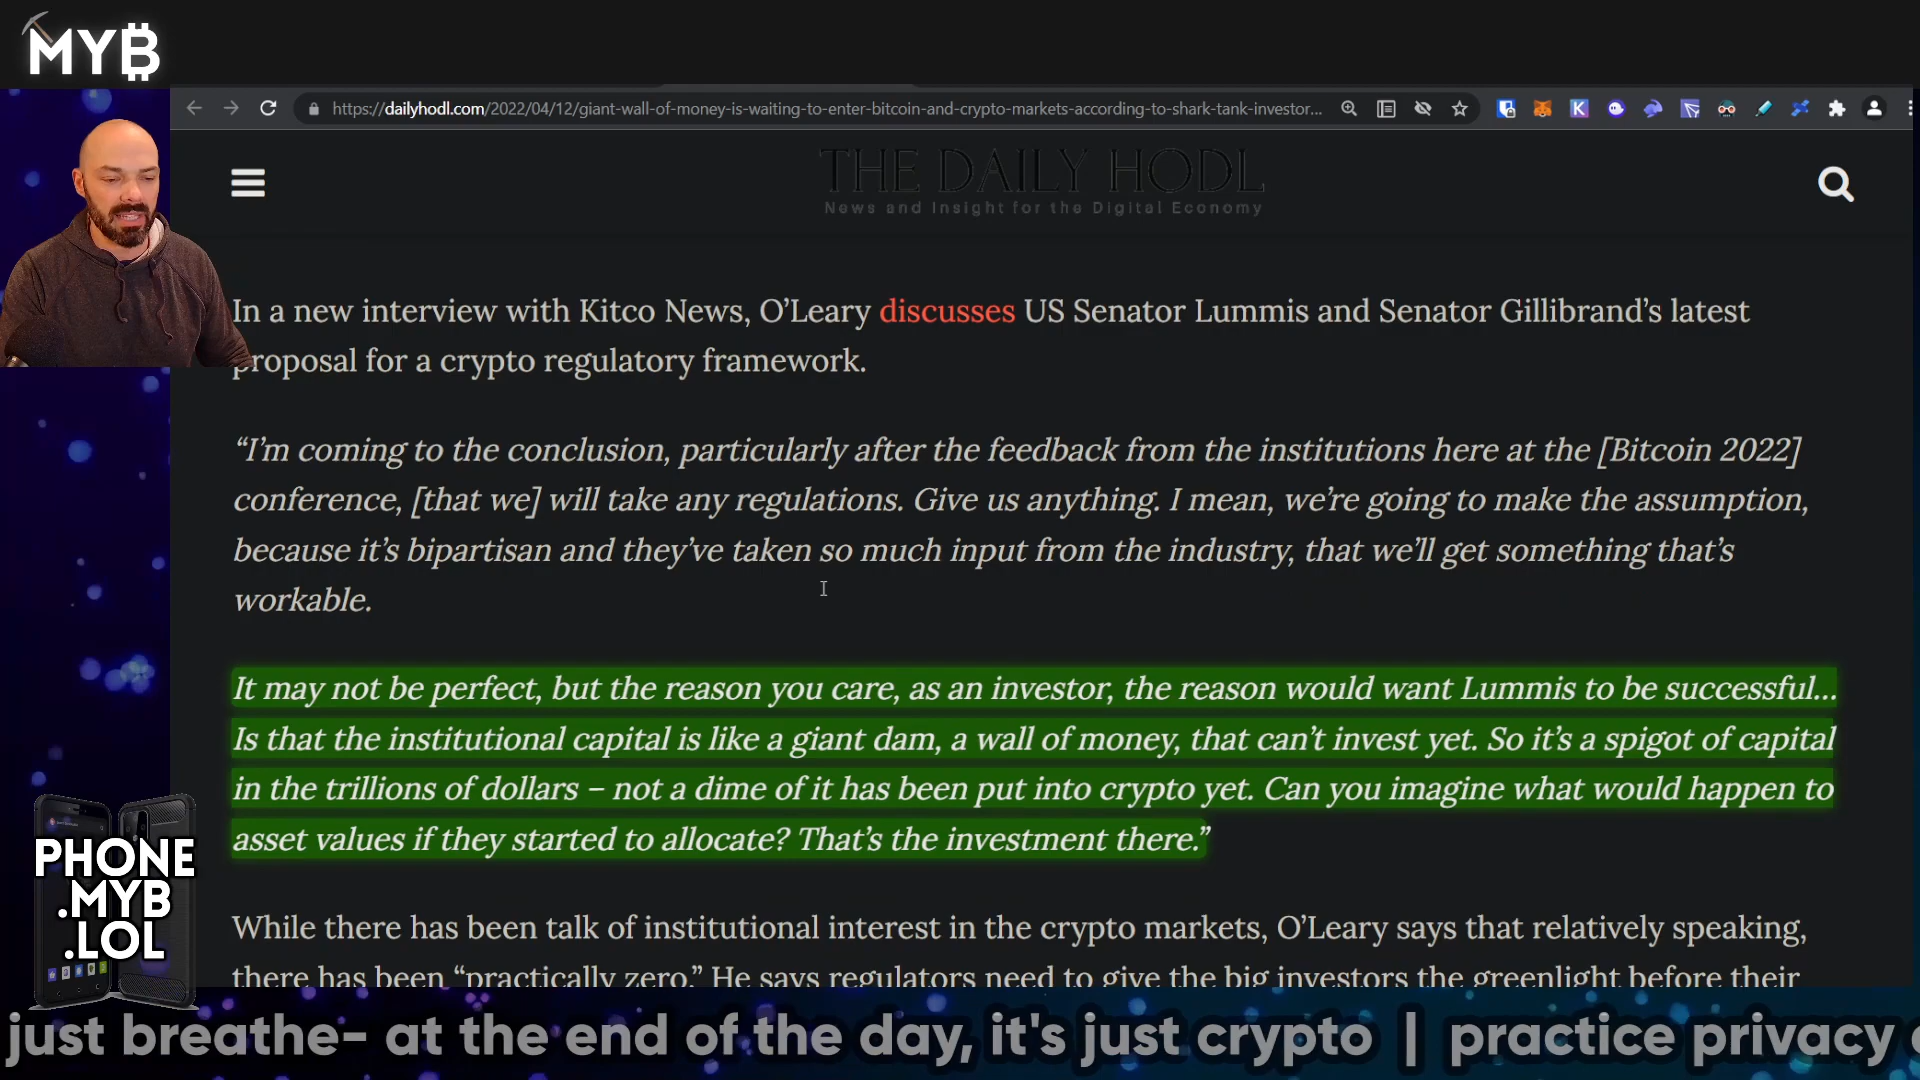 MYB
https://dailyhodl.com/2022/04/12/giant-wall-of-money-is-waiting-to-enter-bitcoin-and-crypto-markets-according-to-shark-tank-investor...
THE DAILY HODL
News and Insight for the Digital Economy
In a new interview with Kitco News, O’Leary discusses US Senator Lummis and Senator Gillibrand’s latest
proposal for a crypto regulatory framework.
“I’m coming to the conclusion, particularly after the feedback from the institutions here at the [Bitcoin 2022]
conference, [that we] will take any regulations. Give us anything. I mean, we’re going to make the assumption,
because it’s bipartisan and they’ve taken so much input from the industry, that we’ll get something that’s
workable.
It may not be perfect, but the reason you care, as an investor, the reason would want Lummis to be successful…
Is that the institutional capital is like a giant dam, a wall of money, that can’t invest yet. So it’s a spigot of capital
in the trillions of dollars – not a dime of it has been put into crypto yet. Can you imagine what would happen to
asset values if they started to allocate? That’s the investment there.”
While there has been talk of institutional interest in the crypto markets, O’Leary says that relatively speaking,
there has been “practically zero.” He says regulators need to give the big investors the greenlight before their
PHONE
.MYB
.LOL
just breathe- at the end of the day, it's just crypto | practice privacy